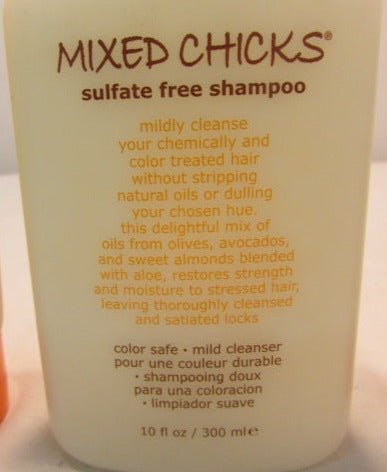 MIXED CHICKS®
sulfate free shampoo
mildly cleanse
your chemically and
color treated hair
without stripping
natural oils or dulling
your chosen hue.
this delightful mix of
oils from olives, avocados,
and sweet almonds blended
with aloe, restores strength
and moisture to stressed hair,
leaving thoroughly cleansed
and satiated locks
color safe • mild cleanser
pour une couleur durable
• shampooing doux
para una coloracion
• limpiador suave
10 fl oz / 300 ml℮